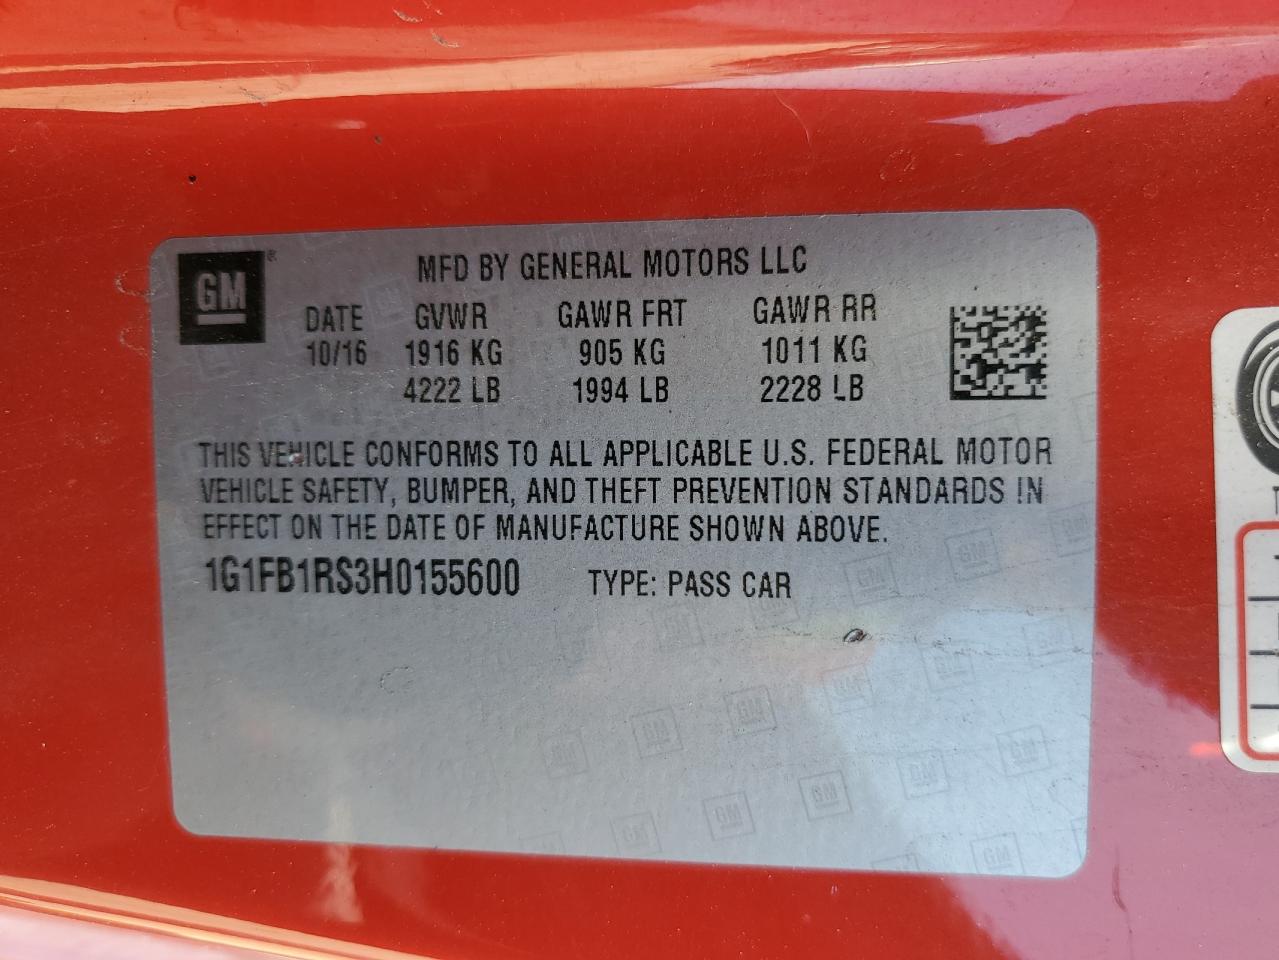 GM®
MFD BY GENERAL MOTORS LLC
DATE GVWR GAWR FRT GAWR RR
10/16 1916 KG 905 KG 1011 KG
4222 LB 1994 LB 2228 LB
THIS VEHICLE CONFORMS TO ALL APPLICABLE U.S. FEDERAL MOTOR
VEHICLE SAFETY, BUMPER, AND THEFT PREVENTION STANDARDS IN
EFFECT ON THE DATE OF MANUFACTURE SHOWN ABOVE.
1G1FB1RS3H0155600 TYPE: PASS CAR